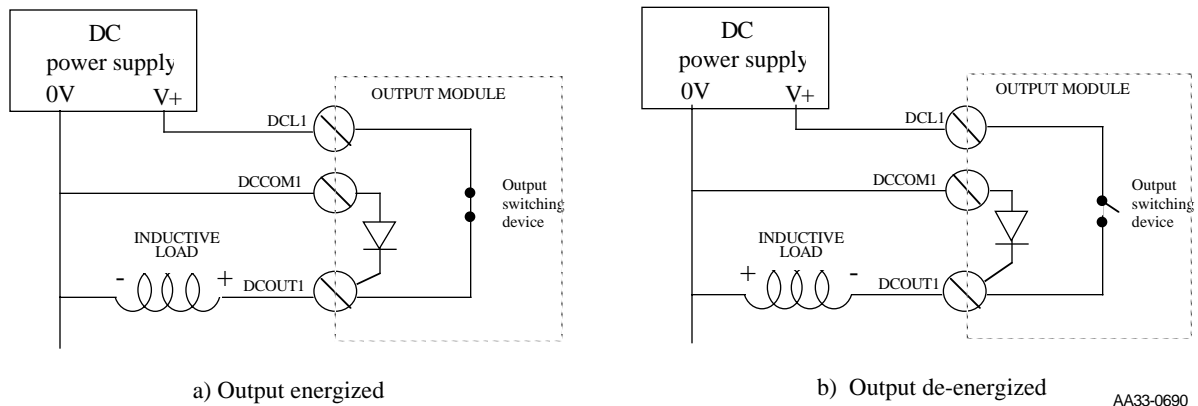 DC
power supply
0V V+
OUTPUT MODULE
DCL1
DCCOM1
Output
switching
device
INDUCTIVE
LOAD
- +
DCOUT1
a) Output energized
DC
power supply
0V V+
OUTPUT MODULE
DCL1
DCCOM1
Output
switching
device
INDUCTIVE
LOAD
+ -
DCOUT1
b) Output de-energized
AA33-0690